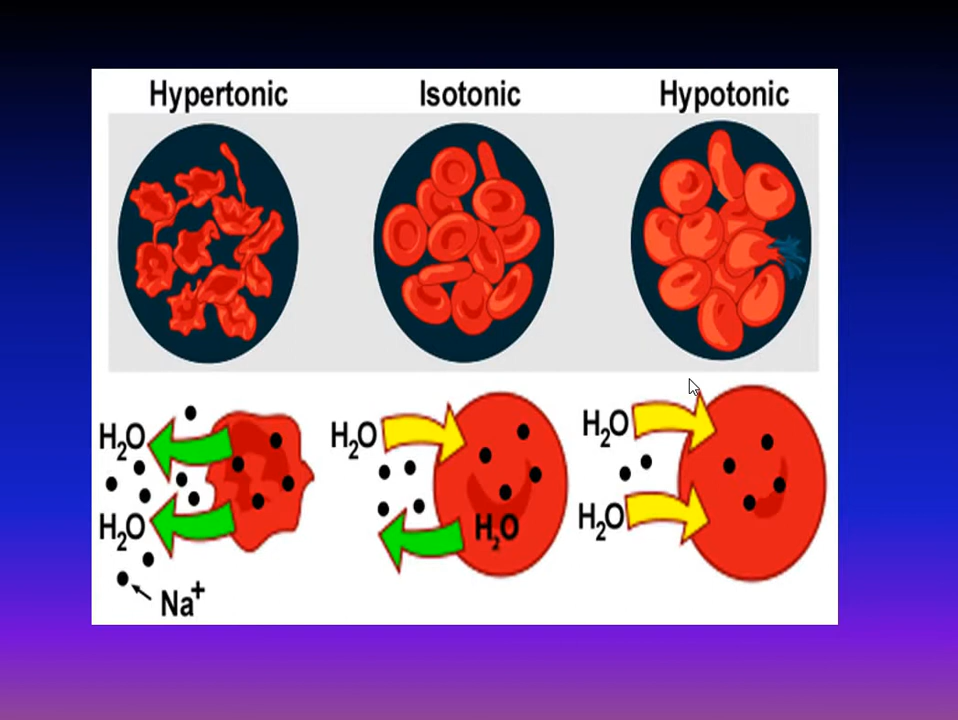 Hypertonic
Isotonic
Hypotonic
H₂O
H₂O
Na⁺
H₂O
H₂O
H₂O
H₂O